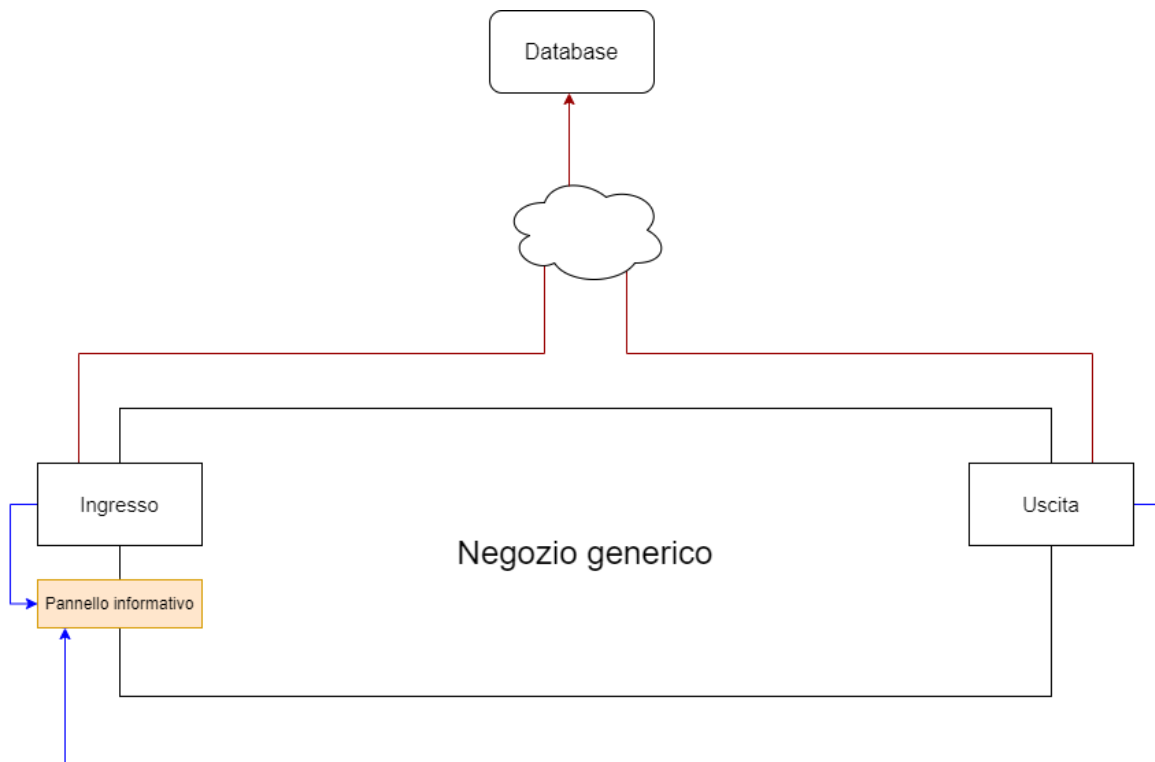 Database
Ingresso
Uscita
Negozio generico
Pannello informativo